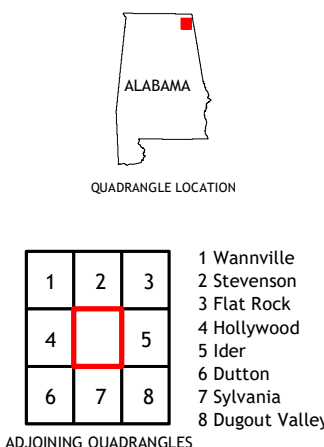 ALABAMA
QUADRANGLE LOCATION
1 2 3
4 5
6 7 8
1 Wannville
2 Stevenson
3 Flat Rock
4 Hollywood
5 Ider
6 Dutton
7 Sylvania
8 Dugout Valley
ADJOINING QUADRANGLES